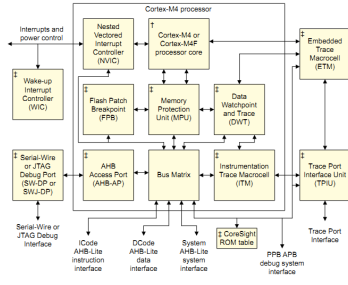 Cortex-M4 processor
Interrupts and
power control
‡
Nested
Vectored
Interrupt
Controller
(NVIC)
†
Cortex-M4 or
Cortex-M4F
processor core
‡
Embedded
Trace
Macrocell
(ETM)
‡
Wake-up
Interrupt
Controller
(WIC)
‡
Flash Patch
Breakpoint
(FPB)
‡
Memory
Protection
Unit (MPU)
‡
Data
Watchpoint
and Trace
(DWT)
‡
Serial-Wire
or JTAG
Debug Port
(SW-DP or
SWJ-DP)
‡
AHB
Access Port
(AHB-AP)
Bus Matrix
‡
Instrumentation
Trace Macrocell
(ITM)
‡
Trace Port
Interface Unit
(TPIU)
Serial-Wire or
JTAG Debug
Interface
ICode
AHB-Lite
instruction
interface
DCode
AHB-Lite
data
interface
System
AHB-Lite
system
interface
‡ CoreSight
ROM table
PPB APB
debug system
interface
Trace Port
Interface